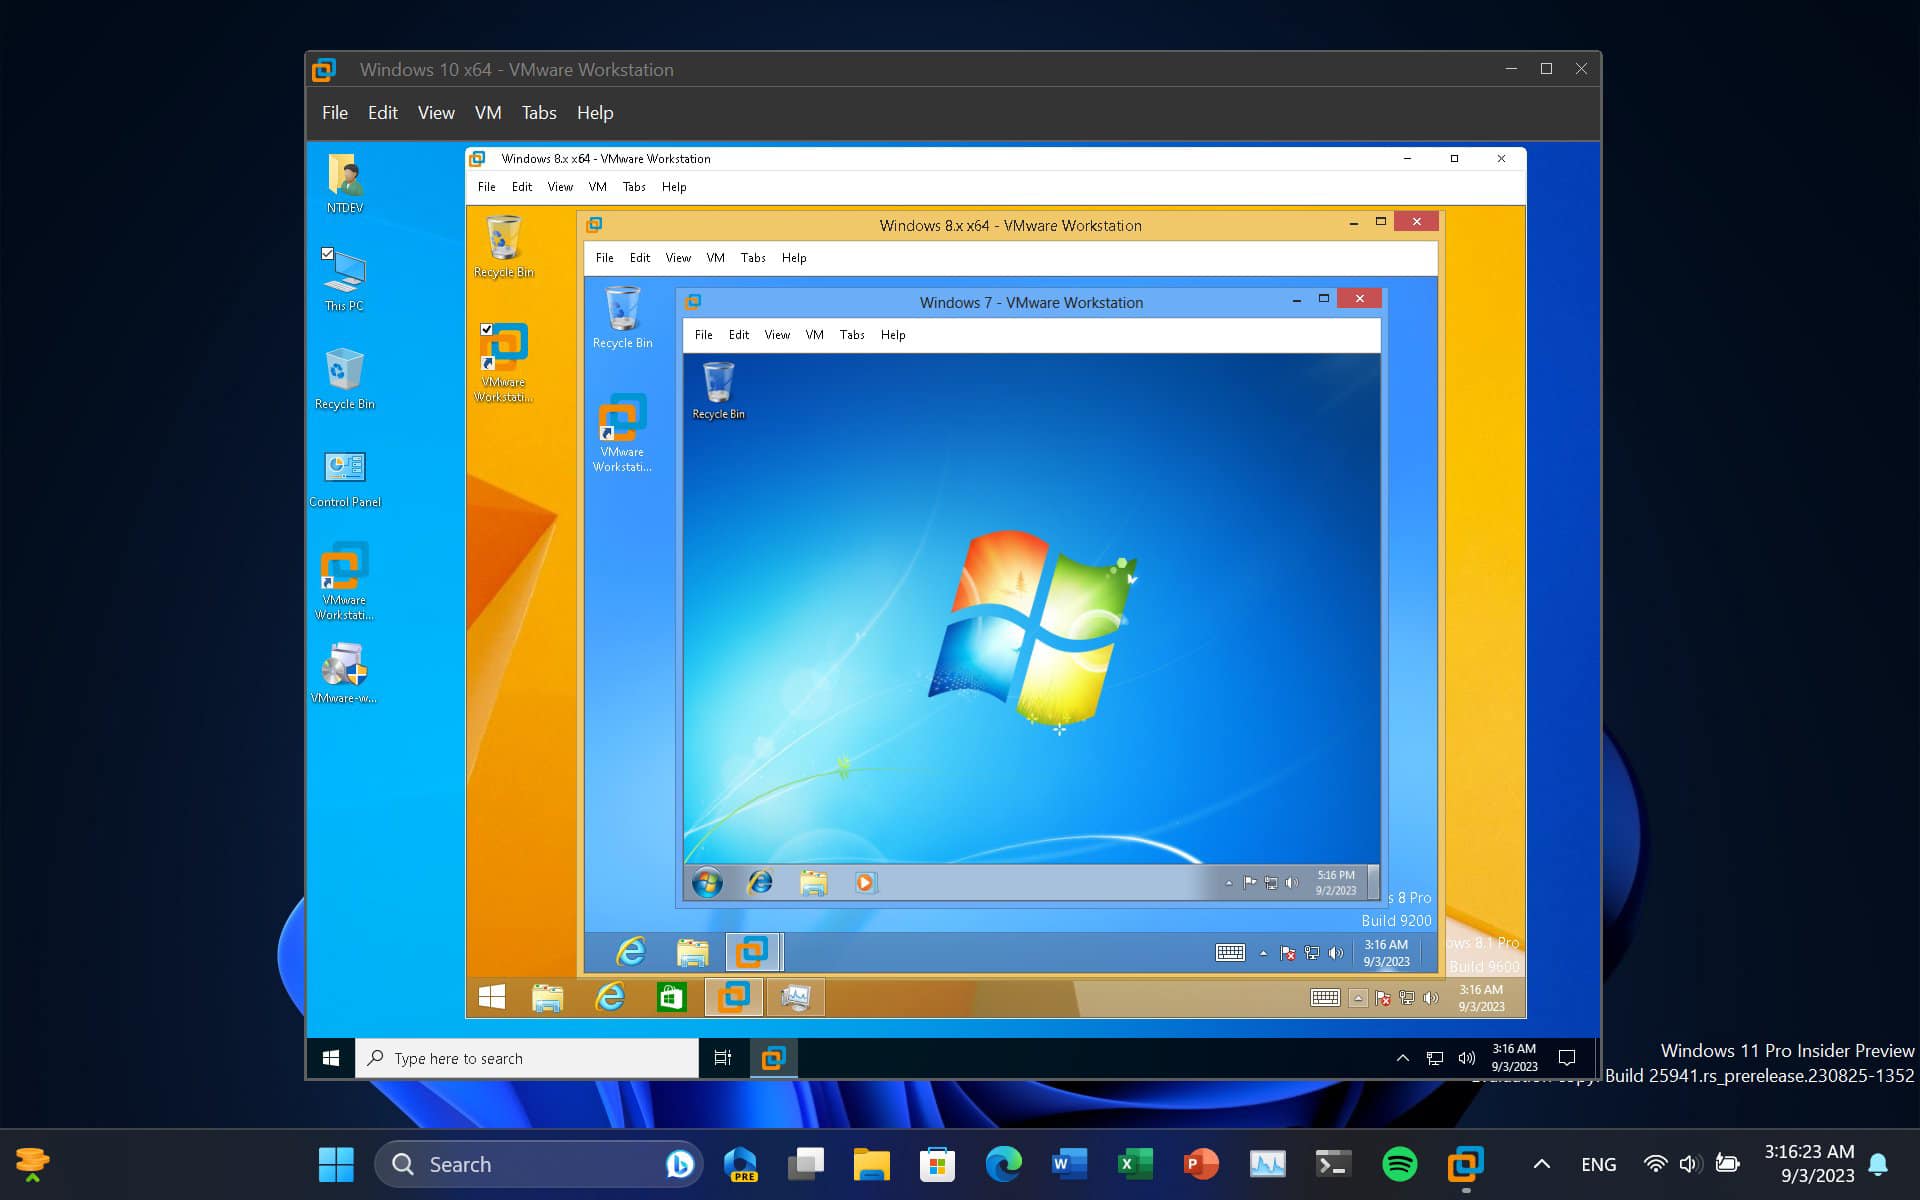 Windows 10 x64 - VMware Workstation
File Edit View VM Tabs Help
NTDEV
This PC
Recycle Bin
Control Panel
VMware
Workstati...
VMware-w...
Windows 8.x x64 - VMware Workstation
File Edit View VM Tabs Help
Recycle Bin
VMware
Workstati...
Windows 8.x x64 - VMware Workstation
File Edit View VM Tabs Help
Recycle Bin
VMware
Workstati...
Windows 7 - VMware Workstation
File Edit View VM Tabs Help
Recycle Bin
5:16 PM
9/2/2023
s 8 Pro
Build 9200
3:16 AM
9/3/2023
ows 8.1 Pro
Build 9600
3:16 AM
9/3/2023
Type here to search
3:16 AM
9/3/2023
Windows 11 Pro Insider Preview
Build 25941.rs_prerelease.230825-1352
Search
PRE
W
X
P
ENG
3:16:23 AM
9/3/2023